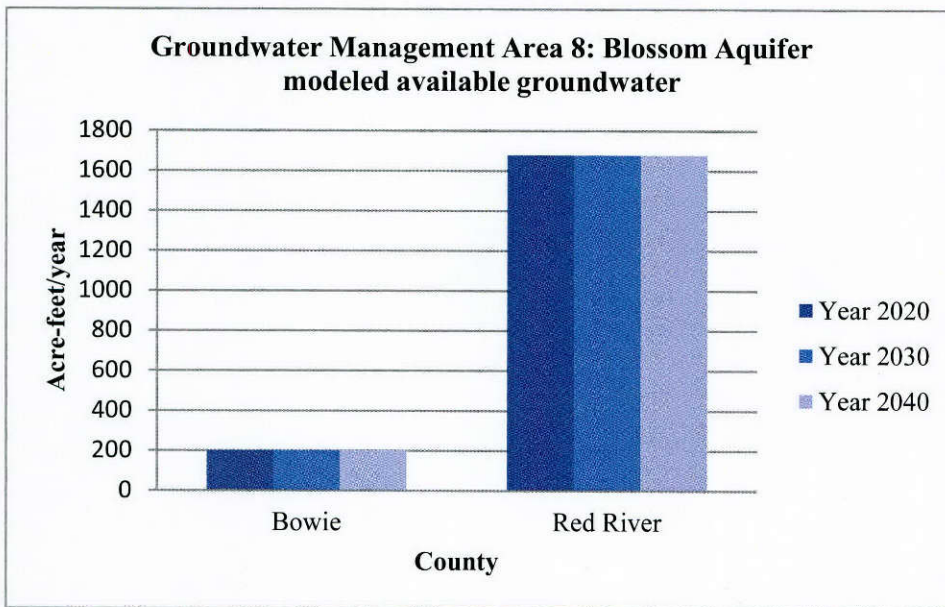 Groundwater Management Area 8: Blossom Aquifer
modeled available groundwater
1800
1600
1400
1200
1000
800
600
400
200
0
Acre-feet/year
Bowie
Red River
County
Year 2020
Year 2030
Year 2040